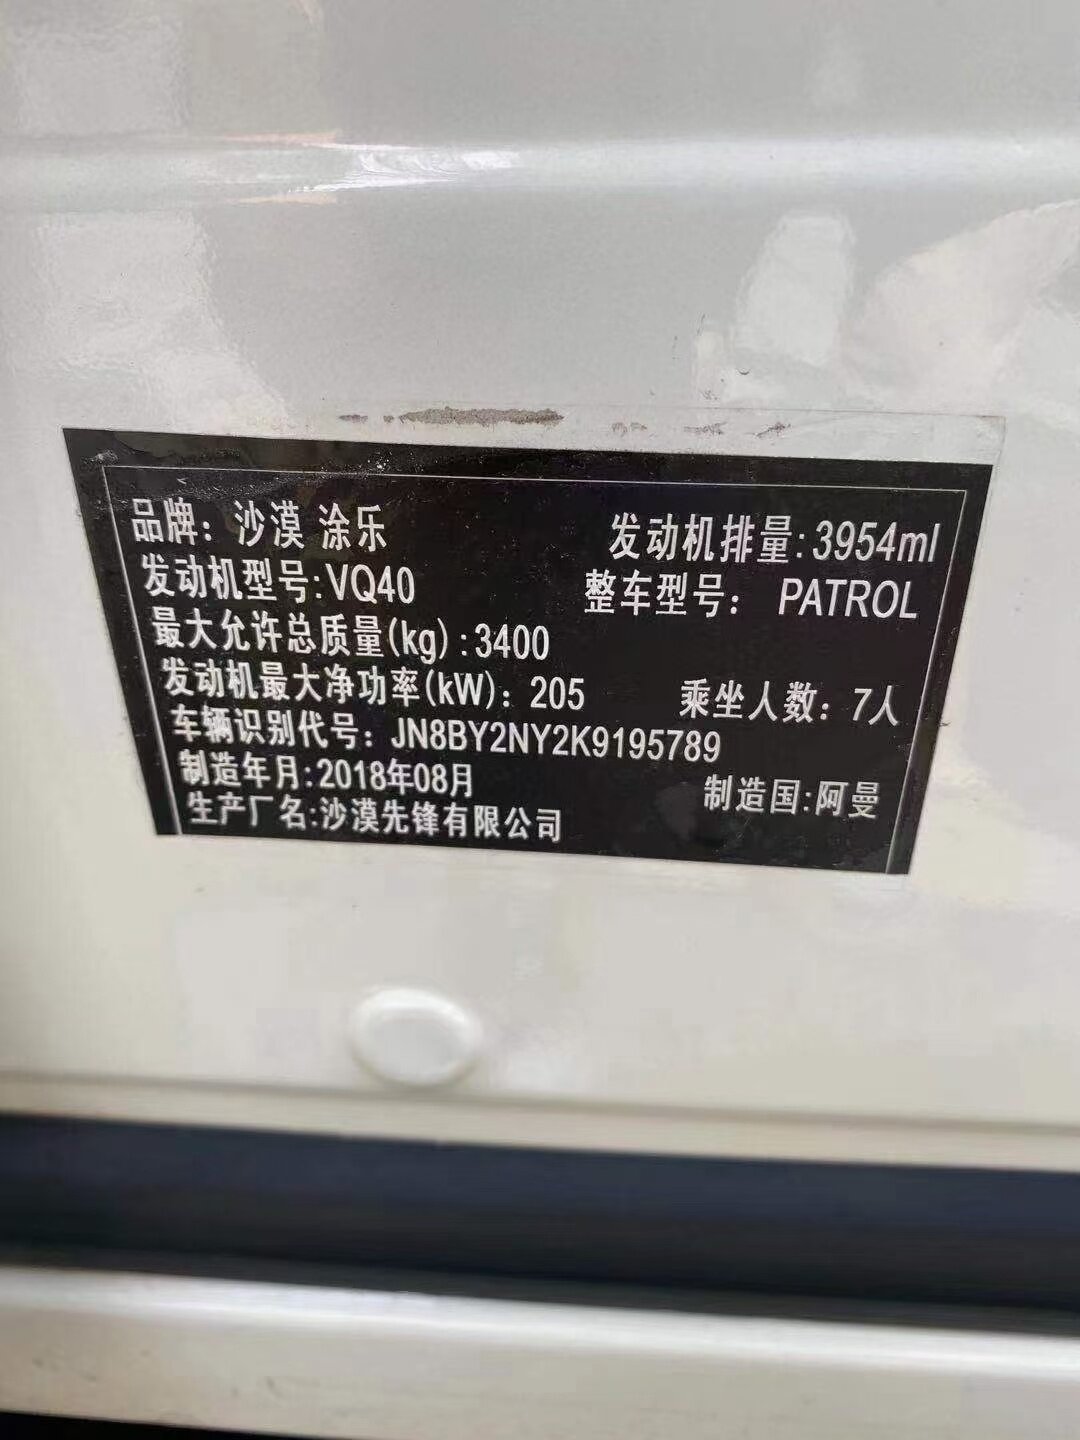 品牌：沙漠 涂乐 发动机排量:3954ml
发动机型号:VQ40 整车型号： PATROL
最大允许总质量(kg):3400
发动机最大净功率(kW)：205 乘坐人数：7人
车辆识别代号：JN8BY2NY2K9195789
制造年月:2018年08月 制造国:阿曼
生产厂名:沙漠先锋有限公司